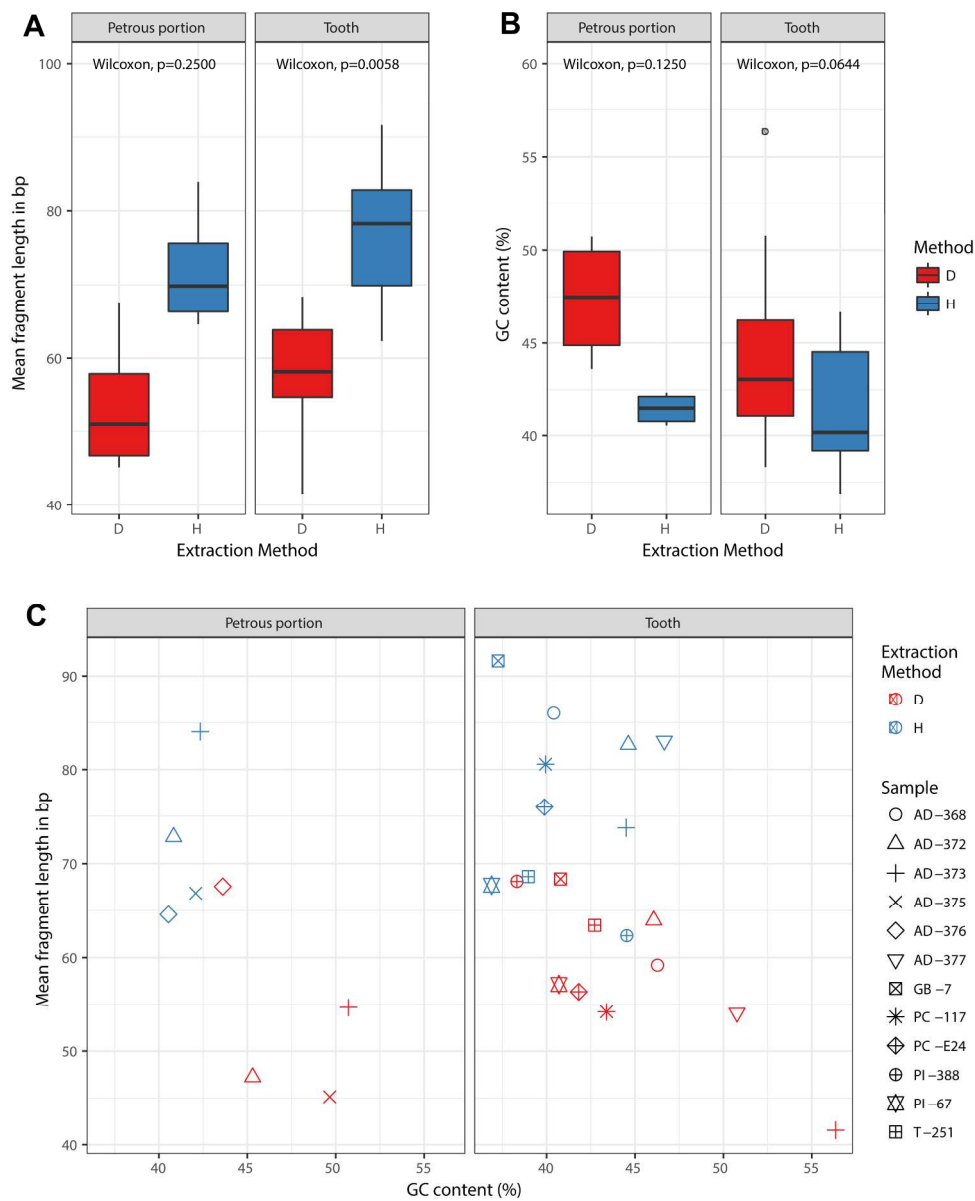 A
Petrous portion
Tooth
Wilcoxon, p=0.2500
Wilcoxon, p=0.0058
100
80
60
40
Mean fragment length in bp
D
H
D
H
Extraction Method
B
Petrous portion
Tooth
Wilcoxon, p=0.1250
Wilcoxon, p=0.0644
60
55
50
45
40
GC content (%)
D
H
D
H
Extraction Method
Method
D
H
C
Petrous portion
Tooth
90
80
70
60
50
40
Mean fragment length in bp
40
45
50
55
40
45
50
55
GC content (%)
Extraction
Method
D
H
Sample
AD-368
AD-372
AD-373
AD-375
AD-376
AD-377
GB-7
PC-117
PC-E24
PI-388
PI-67
T-251